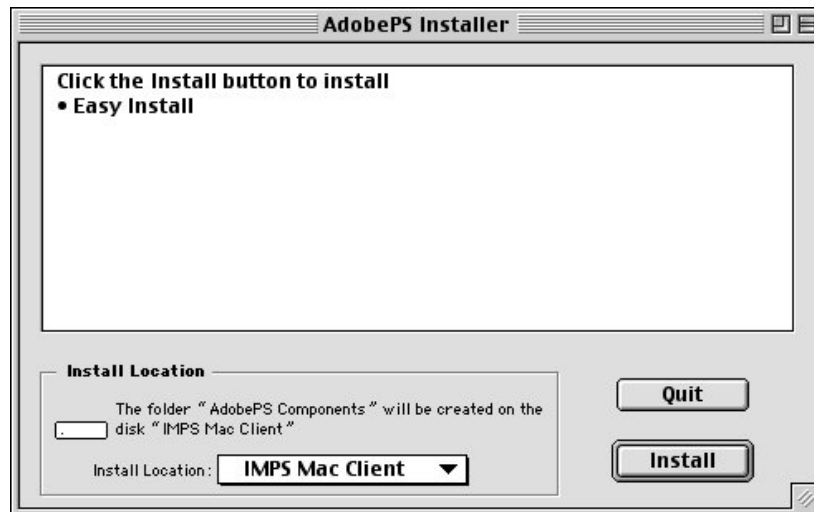 AdobePS Installer
Click the Install button to install
• Easy Install
Install Location
The folder “AdobePS Components” will be created on the
disk “IMPS Mac Client”
Install Location: IMPS Mac Client
Quit
Install